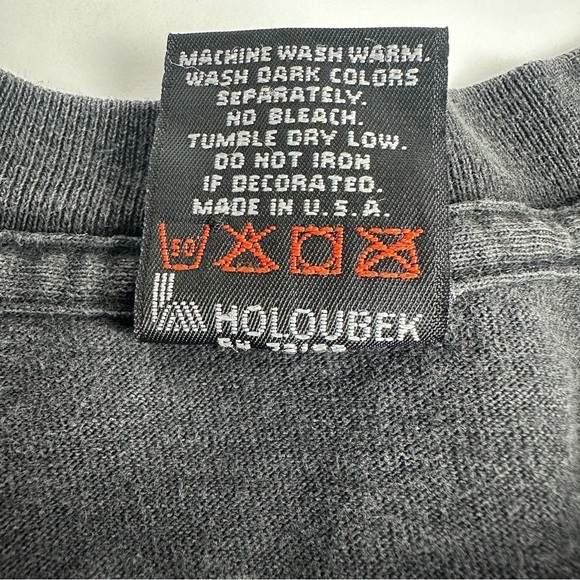 MACHINE WASH WARM.
WASH DARK COLORS
SEPARATELY.
NO BLEACH.
TUMBLE DRY LOW.
DO NOT IRON
IF DECORATED.
MADE IN U.S.A.
50
HOLOUBEK